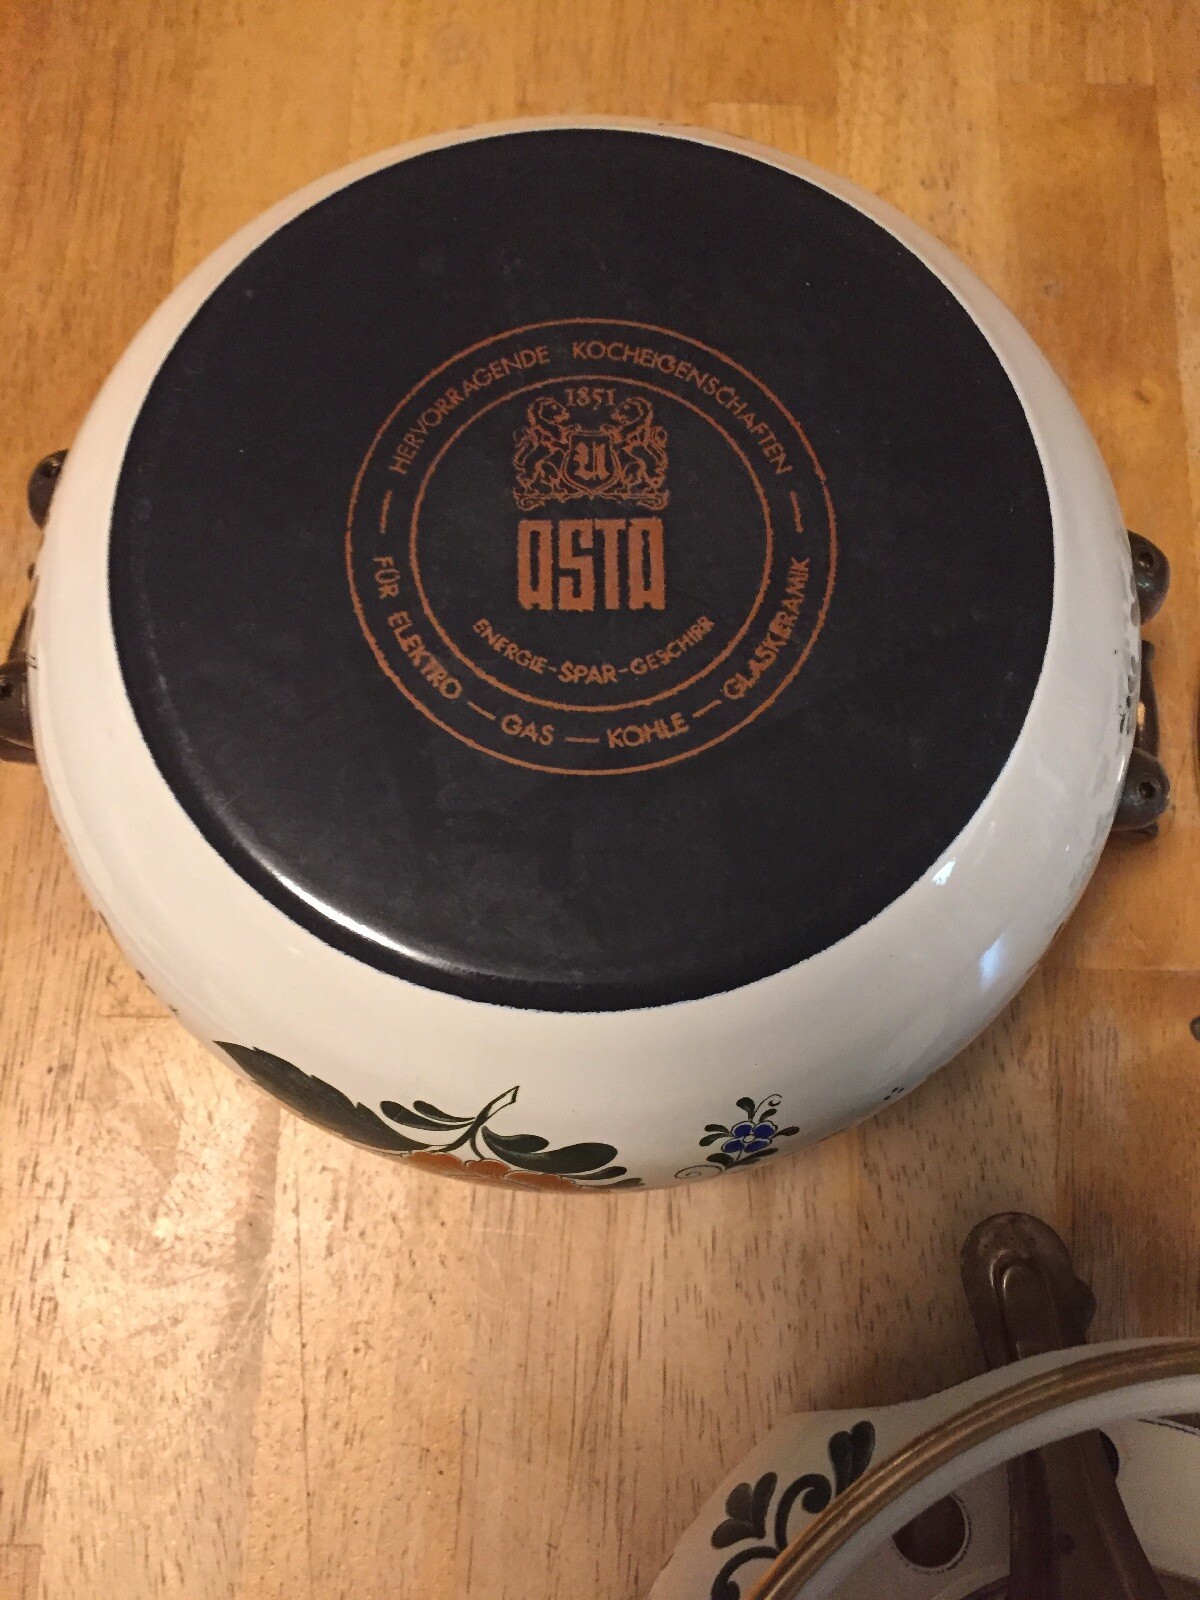 HERVORRAGENDE KOCHEIGENSCHAFTEN
1851
U
ASTA
ENERGIE-SPAR-GESCHIRR
FÜR ELEKTRO — GAS — KOHLE — GLASKERAMIK